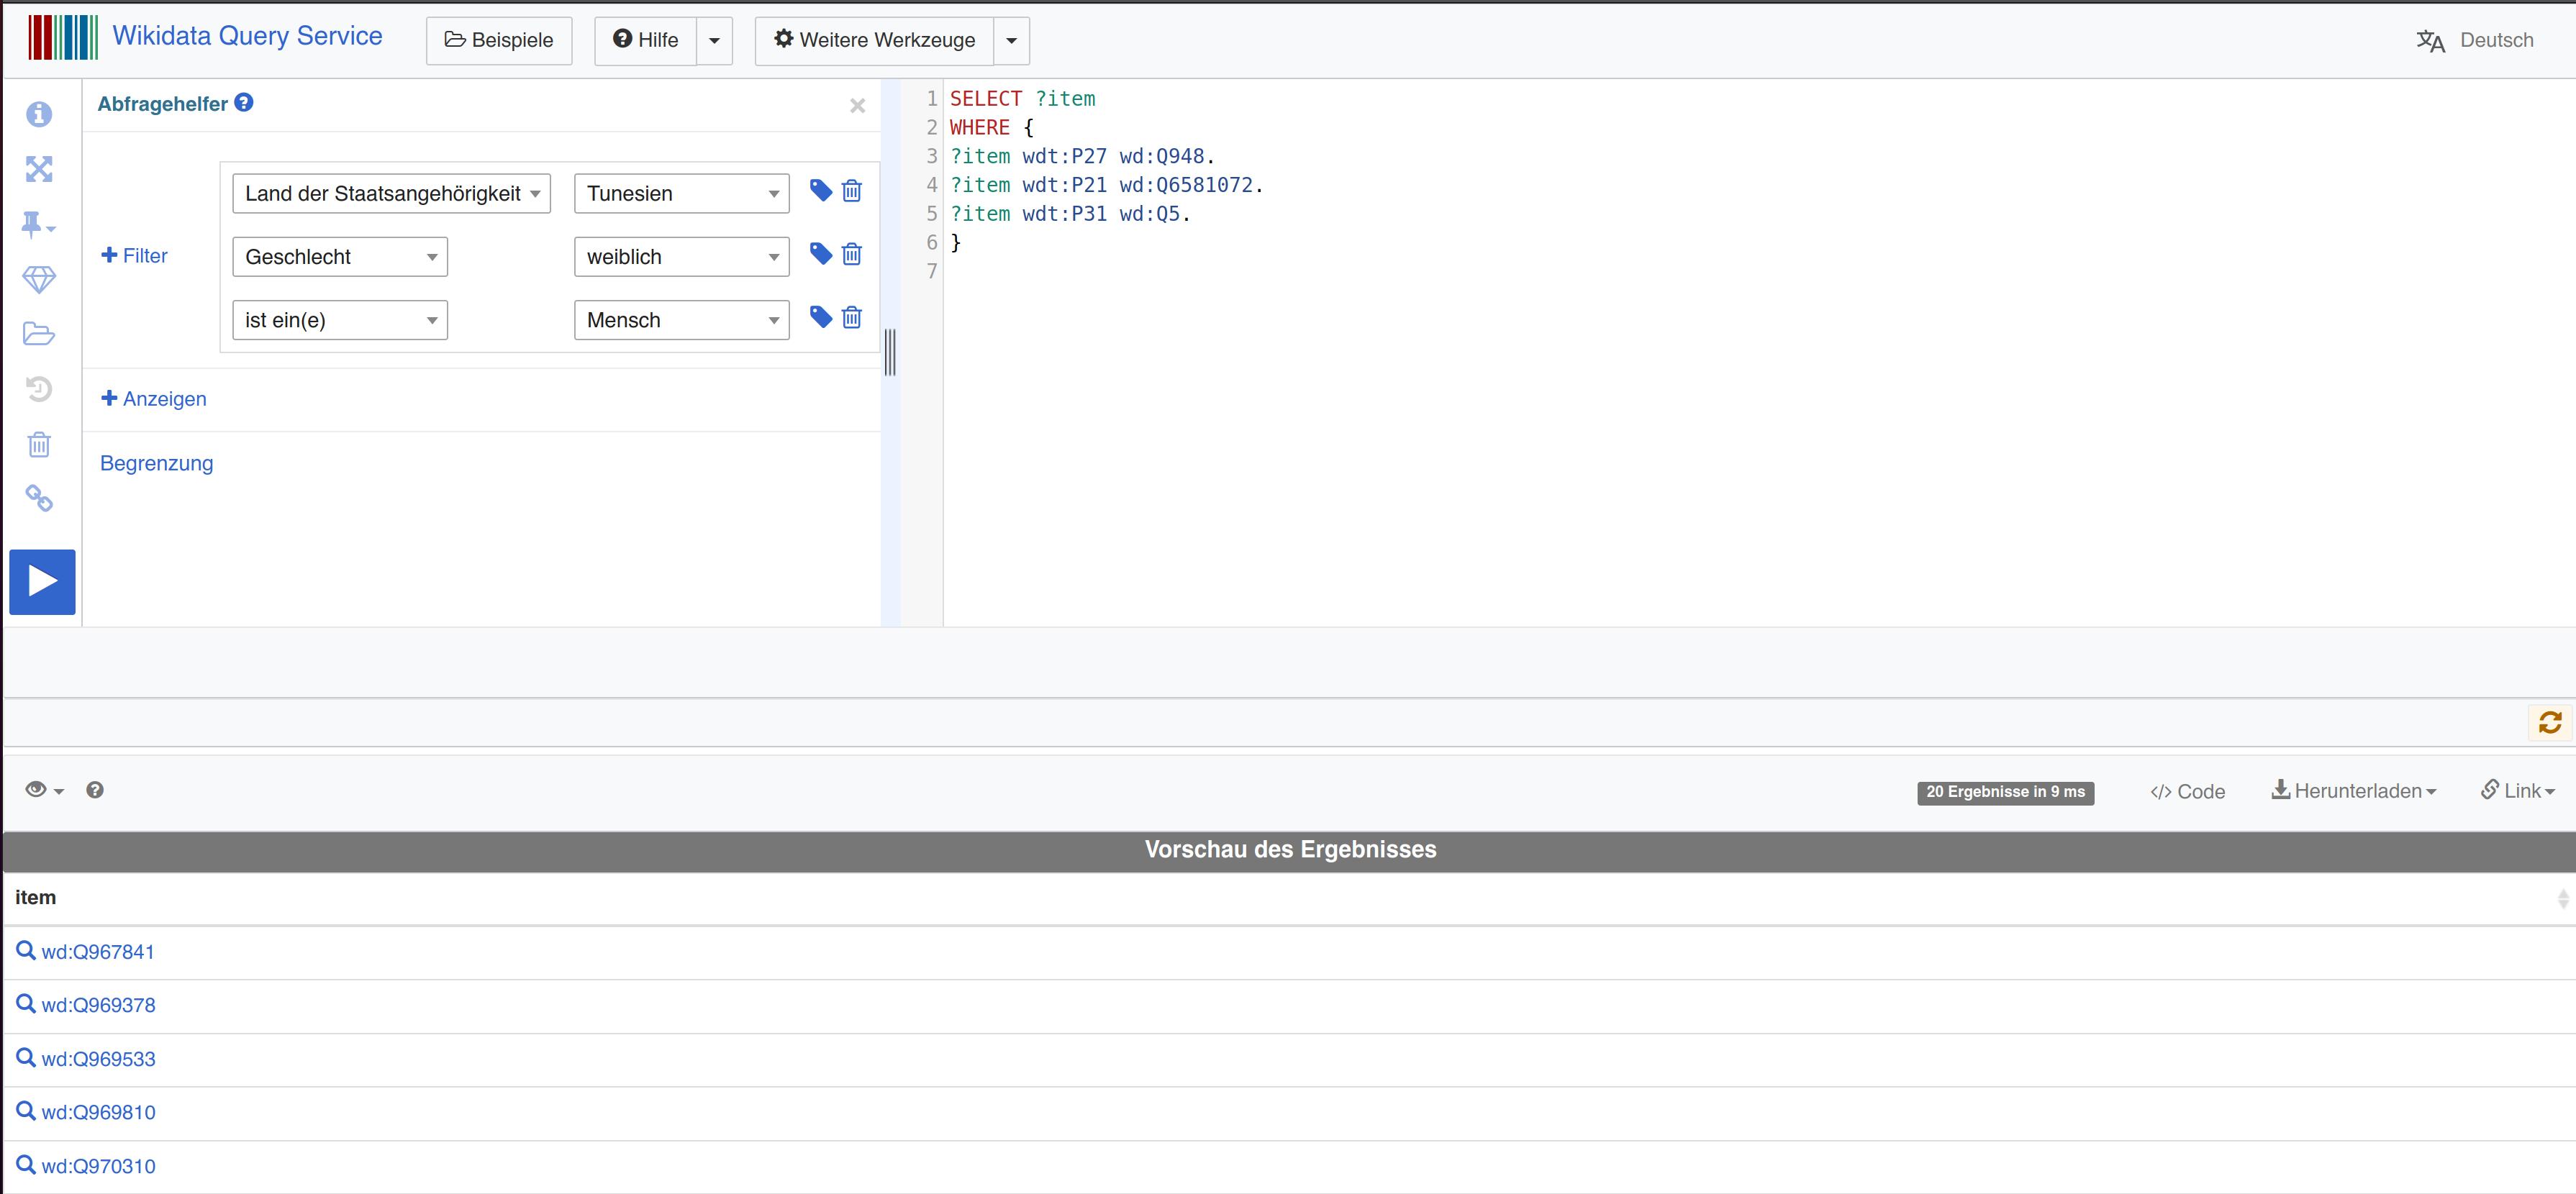 Wikidata Query Service
Beispiele
Hilfe
Weitere Werkzeuge
Deutsch
Abfragehelfer
Filter
Land der Staatsangehörigkeit
Tunesien
Geschlecht
weiblich
ist ein(e)
Mensch
Anzeigen
Begrenzung
1 SELECT ?item
2 WHERE {
3 ?item wdt:P27 wd:Q948.
4 ?item wdt:P21 wd:Q6581072.
5 ?item wdt:P31 wd:Q5.
6 }
7
20 Ergebnisse in 9 ms
</> Code
Herunterladen
Link
Vorschau des Ergebnisses
item
wd:Q967841
wd:Q969378
wd:Q969533
wd:Q969810
wd:Q970310